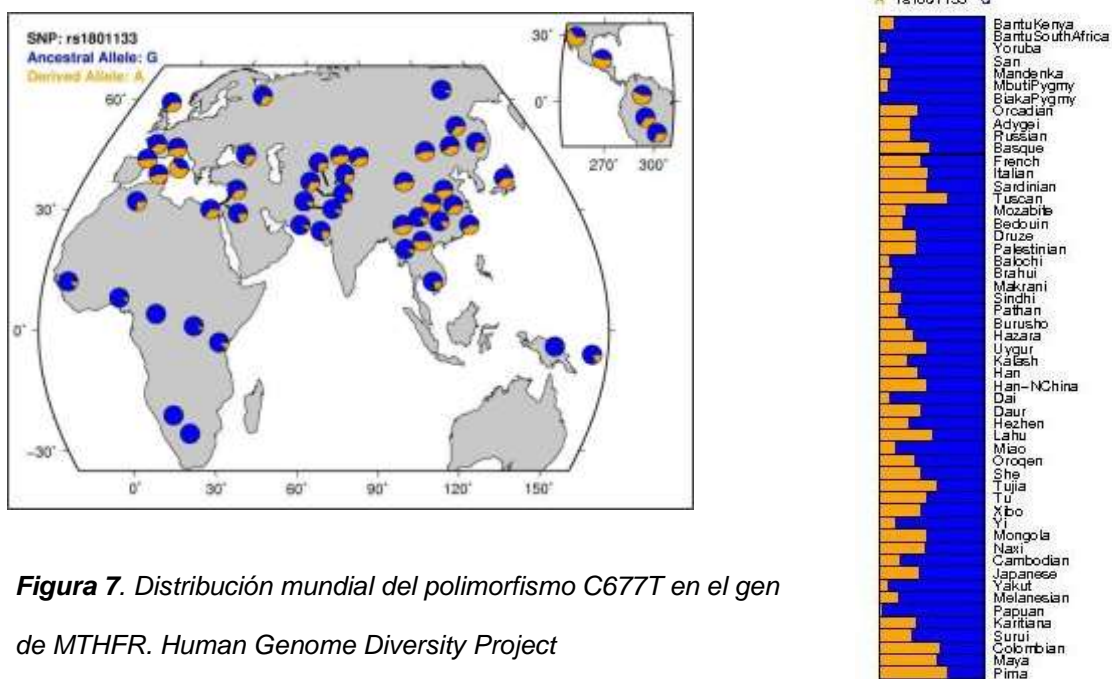 SNP: rs1801133
Ancestral Allele: G
Derived Allele: A
60°
30°
0°
-30°
0°
30°
60°
90°
120°
150°
30°
0°
270°
300°
A rs1801133 G
BantuKenya
BantuSouthAfrica
Yoruba
San
Mandenka
MbutiPygmy
BiakaPygmy
Orcadian
Adygei
Russian
Basque
French
Italian
Sardinian
Tuscan
Mozabite
Bedouin
Druze
Palestinian
Balochi
Brahui
Makrani
Sindhi
Pathan
Burusho
Hazara
Uygur
Kalash
Han
Han-NChina
Dai
Daur
Hezhen
Lahu
Miao
Oroqen
She
Tujia
Tu
Xibo
Yi
Mongola
Naxi
Cambodian
Japanese
Yakut
Melanesian
Papuan
Karitiana
Surui
Colombian
Maya
Pima
Figura 7. Distribución mundial del polimorfismo C677T en el gen
de MTHFR. Human Genome Diversity Project